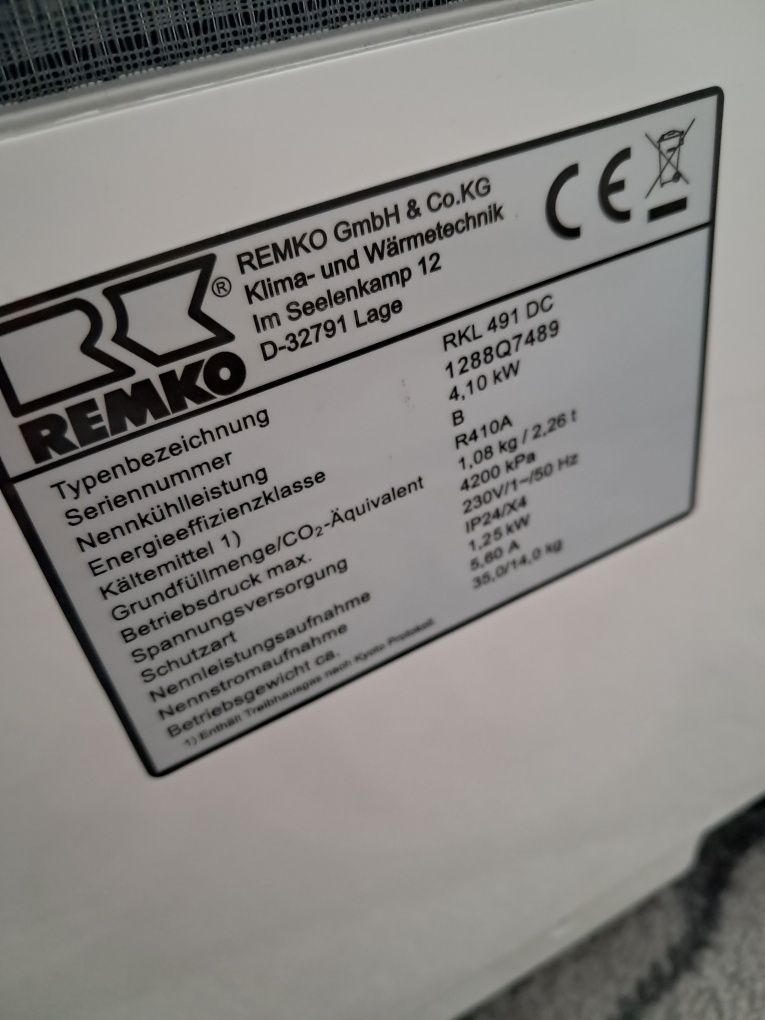 REMKO GmbH & Co.KG
Klima- und Wärmetechnik
Im Seelenkamp 12
D-32791 Lage
®
REMKO
CE
Typenbezeichnung RKL 491 DC
Seriennummer 1288Q7489
Nennkühlleistung 4,10 kW
Energieeffizienzklasse B
Kältemittel 1) R410A
Grundfüllmenge/CO₂-Äquivalent 1,08 kg / 2,26 t
Betriebsdruck max. 4200 kPa
Spannungsversorgung 230V/1~/50 Hz
Schutzart IP24/X4
Nennleistungsaufnahme 1,25 kW
Nennstromaufnahme 5,60 A
Betriebsgewicht ca. 35,0/14,0 kg
1) Enthält Treibhausgas nach Kyoto-Protokoll